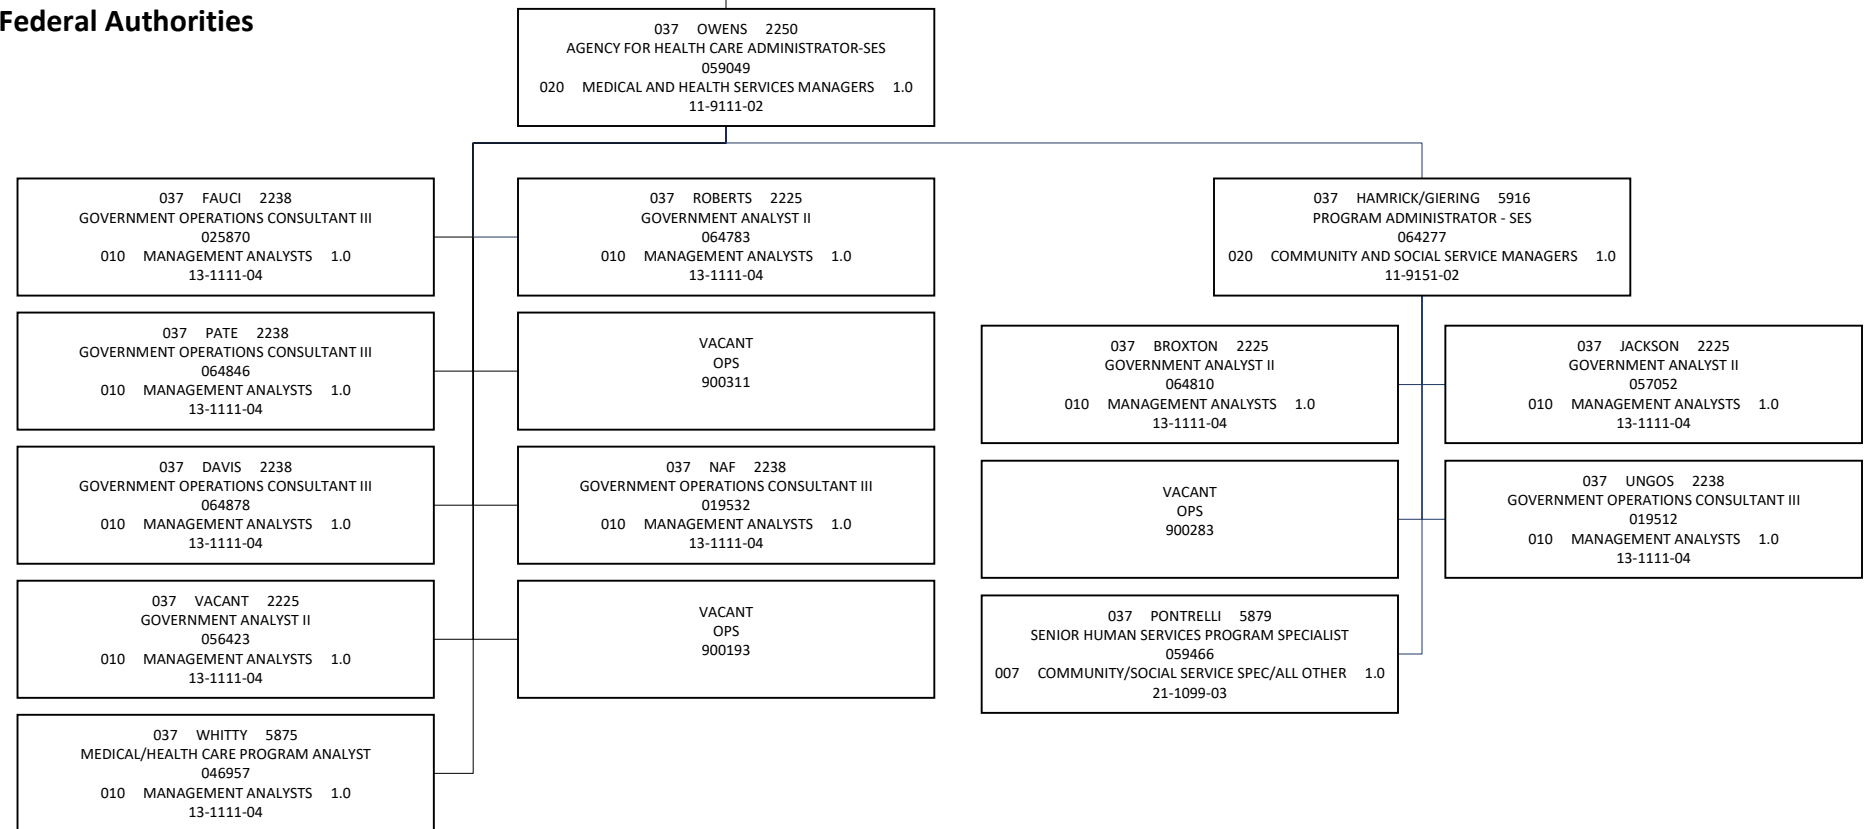 Federal Authorities
037 OWENS 2250
AGENCY FOR HEALTH CARE ADMINISTRATOR-SES
059049
020 MEDICAL AND HEALTH SERVICES MANAGERS 1.0
11-9111-02
037 FAUCI 2238
GOVERNMENT OPERATIONS CONSULTANT III
025870
010 MANAGEMENT ANALYSTS 1.0
13-1111-04
037 ROBERTS 2225
GOVERNMENT ANALYST II
064783
010 MANAGEMENT ANALYSTS 1.0
13-1111-04
037 HAMRICK/GIERING 5916
PROGRAM ADMINISTRATOR - SES
064277
020 COMMUNITY AND SOCIAL SERVICE MANAGERS 1.0
11-9151-02
037 PATE 2238
GOVERNMENT OPERATIONS CONSULTANT III
064846
010 MANAGEMENT ANALYSTS 1.0
13-1111-04
VACANT
OPS
900311
037 BROXTON 2225
GOVERNMENT ANALYST II
064810
010 MANAGEMENT ANALYSTS 1.0
13-1111-04
037 JACKSON 2225
GOVERNMENT ANALYST II
057052
010 MANAGEMENT ANALYSTS 1.0
13-1111-04
037 DAVIS 2238
GOVERNMENT OPERATIONS CONSULTANT III
064878
010 MANAGEMENT ANALYSTS 1.0
13-1111-04
037 NAF 2238
GOVERNMENT OPERATIONS CONSULTANT III
019532
010 MANAGEMENT ANALYSTS 1.0
13-1111-04
VACANT
OPS
900283
037 UNGOS 2238
GOVERNMENT OPERATIONS CONSULTANT III
019512
010 MANAGEMENT ANALYSTS 1.0
13-1111-04
037 VACANT 2225
GOVERNMENT ANALYST II
056423
010 MANAGEMENT ANALYSTS 1.0
13-1111-04
VACANT
OPS
900193
037 PONTRELLI 5879
SENIOR HUMAN SERVICES PROGRAM SPECIALIST
059466
007 COMMUNITY/SOCIAL SERVICE SPEC/ALL OTHER 1.0
21-1099-03
037 WHITTY 5875
MEDICAL/HEALTH CARE PROGRAM ANALYST
046957
010 MANAGEMENT ANALYSTS 1.0
13-1111-04